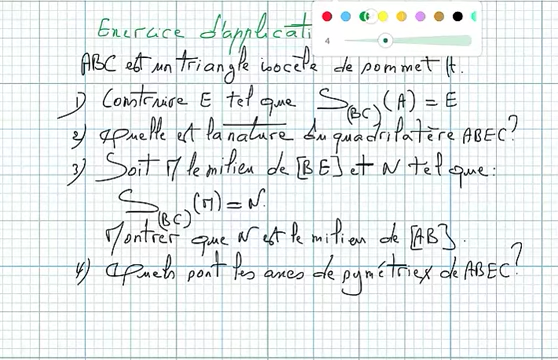 Exercice d'applicati
4
ABC est un triangle isocèle de sommet A.
1) Construire E tel que S(BC)(A) = E
2) Quelle est la nature du quadrilatère ABEC?
3) Soit M le milieu de [BE] et N tel que:
S(BC)(M) = N.
Montrer que N est le milieu de [AB].
4) Quels sont les axes de symétries de ABEC?